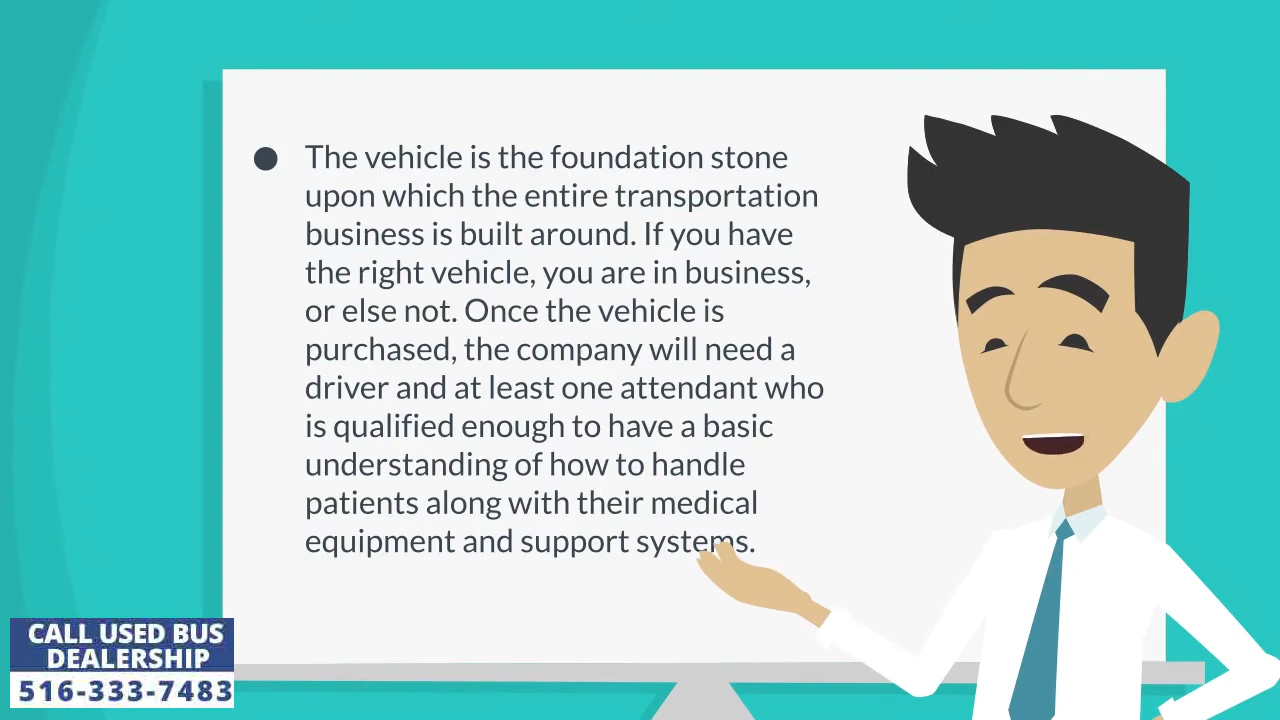 The vehicle is the foundation stone
upon which the entire transportation
business is built around. If you have
the right vehicle, you are in business,
or else not. Once the vehicle is
purchased, the company will need a
driver and at least one attendant who
is qualified enough to have a basic
understanding of how to handle
patients along with their medical
equipment and support systems.
CALL USED BUS
DEALERSHIP
516-333-7483